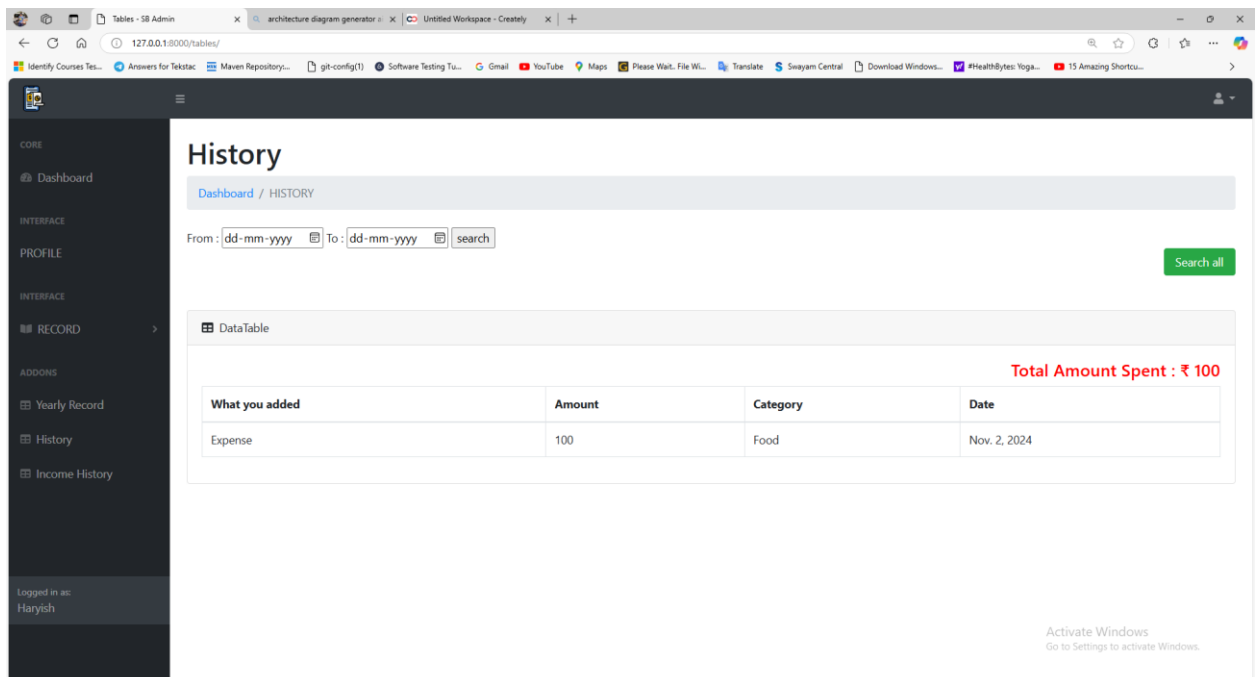 Tables - SB Admin
architecture diagram generator a
Untitled Workspace - Creately
127.0.0.1:8000/tables/
Identify Courses Tes...
Answers for Tekstac
Maven Repository:...
git-config(1)
Software Testing Tu...
Gmail
YouTube
Maps
Please Wait.. File Wi...
Translate
Swayam Central
Download Windows...
#HealthBytes: Yoga...
15 Amazing Shortcu...
CORE
Dashboard
INTERFACE
PROFILE
INTERFACE
RECORD
ADDONS
Yearly Record
History
Income History
Logged in as:
Haryish
History
Dashboard / HISTORY
From : dd-mm-yyyy To : dd-mm-yyyy search
Search all
DataTable
Total Amount Spent : ₹ 100
What you added Amount Category Date
Expense 100 Food Nov. 2, 2024
Activate Windows
Go to Settings to activate Windows.